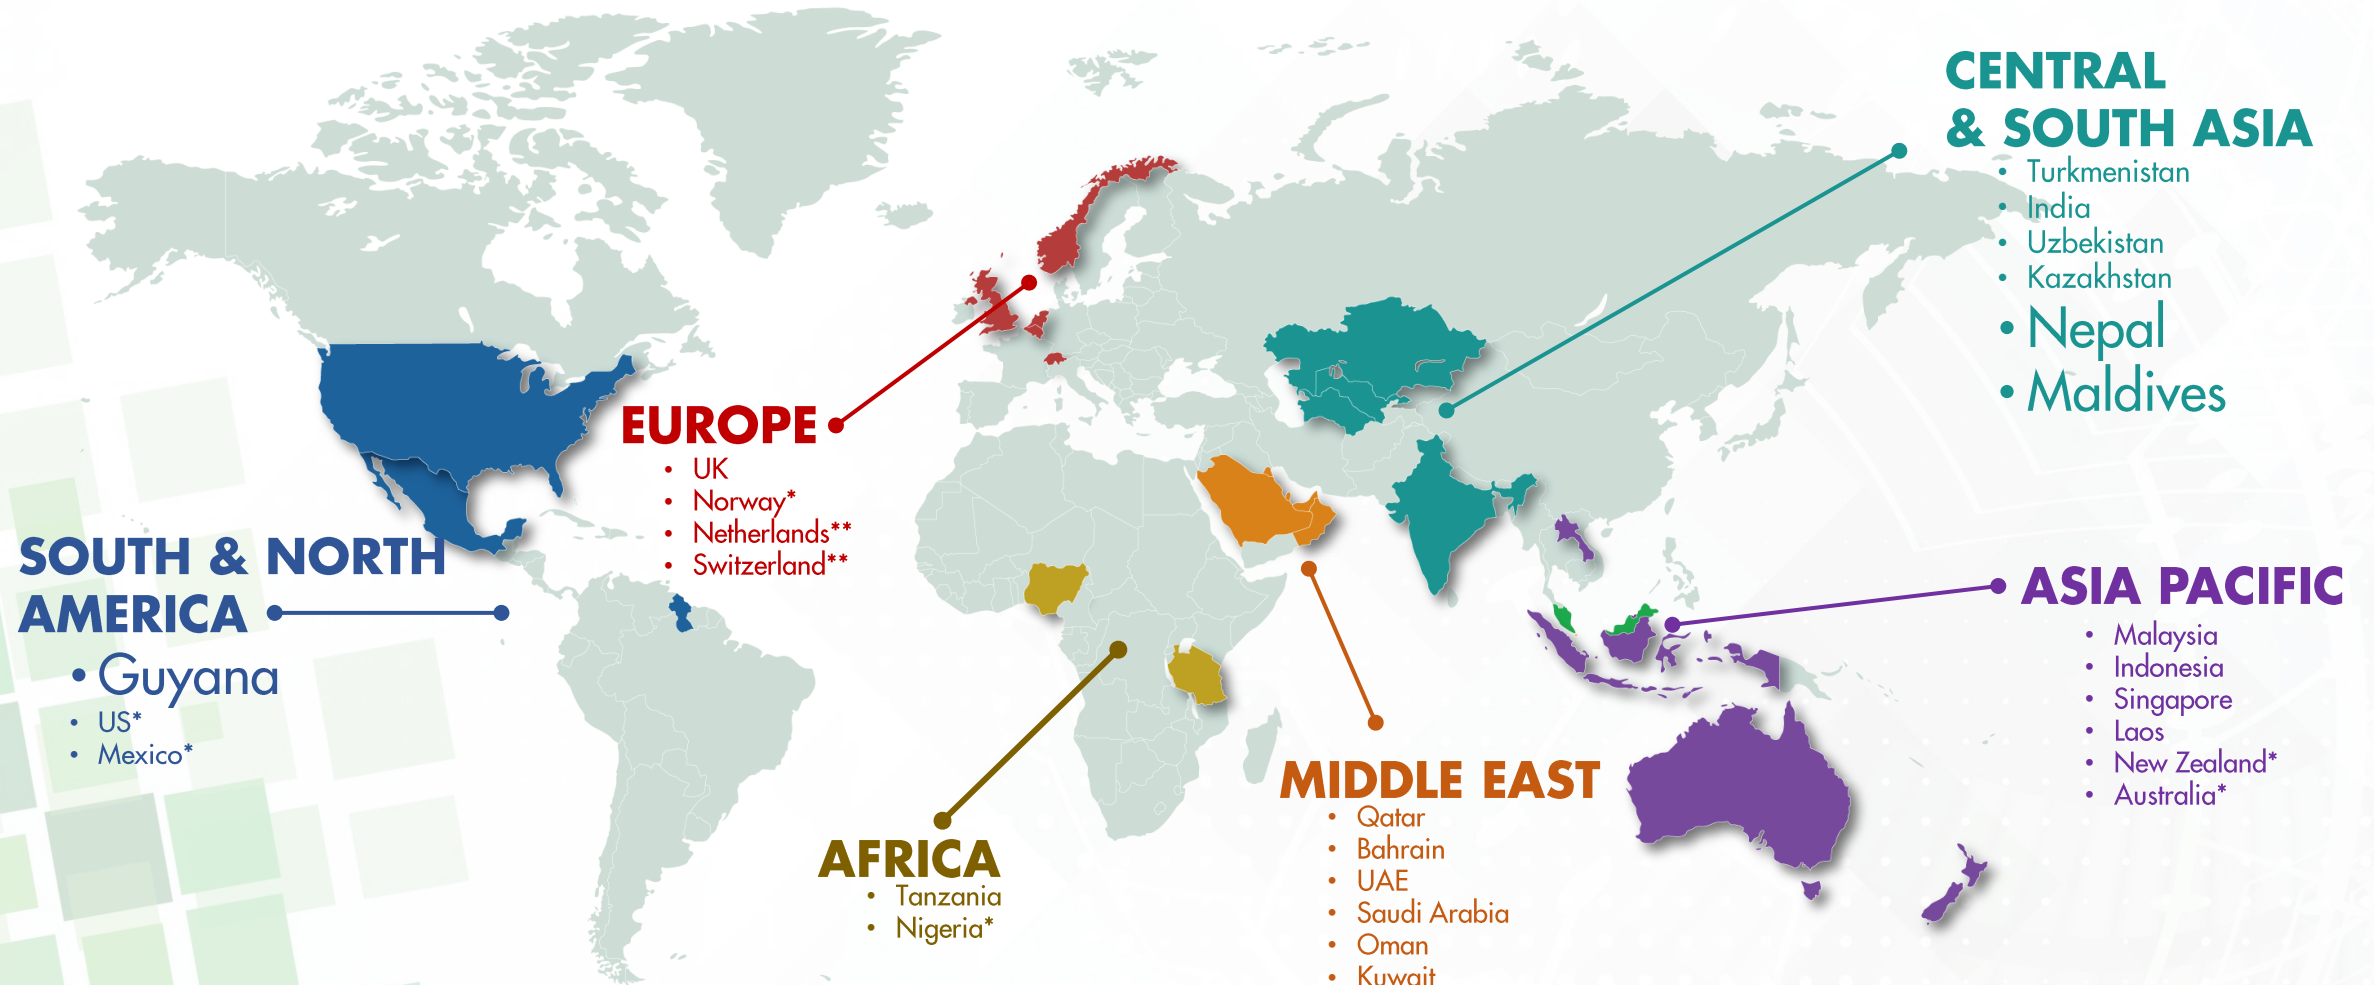 CENTRAL
& SOUTH ASIA
• Turkmenistan
• India
• Uzbekistan
• Kazakhstan
• Nepal
• Maldives
EUROPE
• UK
• Norway*
• Netherlands**
• Switzerland**
SOUTH & NORTH
AMERICA
• Guyana
• US*
• Mexico*
ASIA PACIFIC
• Malaysia
• Indonesia
• Singapore
• Laos
• New Zealand*
• Australia*
MIDDLE EAST
• Qatar
• Bahrain
• UAE
• Saudi Arabia
• Oman
• Kuwait
AFRICA
• Tanzania
• Nigeria*